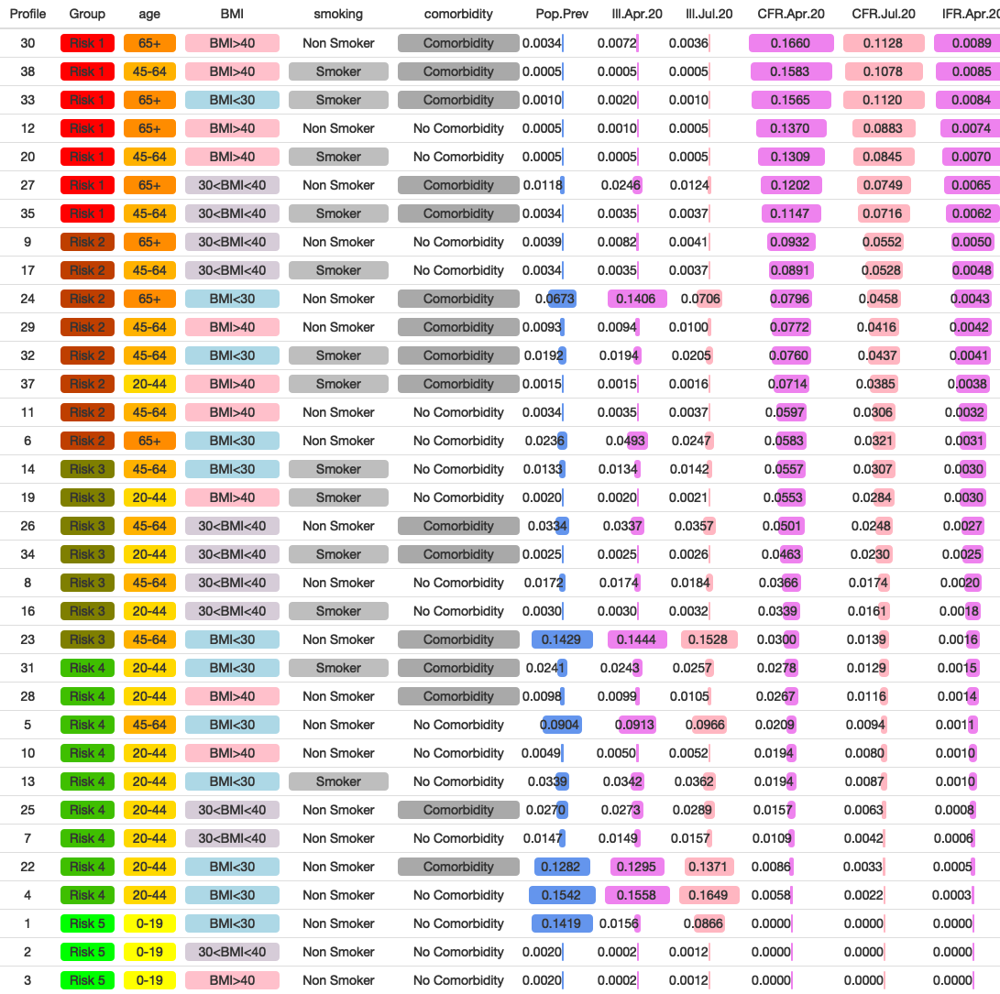 Profile Group age BMI smoking comorbidity Pop.Prev Ill.Apr.20 Ill.Jul.20 CFR.Apr.20 CFR.Jul.20 IFR.Apr.20
30 Risk 1 65+ BMI>40 Non Smoker Comorbidity 0.0034 0.0072 0.0036 0.1660 0.1128 0.0089
38 Risk 1 45-64 BMI>40 Smoker Comorbidity 0.0005 0.0005 0.0005 0.1583 0.1078 0.0085
33 Risk 1 65+ BMI<30 Smoker Comorbidity 0.0010 0.0020 0.0010 0.1565 0.1120 0.0084
12 Risk 1 65+ BMI>40 Non Smoker No Comorbidity 0.0005 0.0010 0.0005 0.1370 0.0883 0.0074
20 Risk 1 45-64 BMI>40 Smoker No Comorbidity 0.0005 0.0005 0.0005 0.1309 0.0845 0.0070
27 Risk 1 65+ 30<BMI<40 Non Smoker Comorbidity 0.0118 0.0246 0.0124 0.1202 0.0749 0.0065
35 Risk 1 45-64 30<BMI<40 Smoker Comorbidity 0.0034 0.0035 0.0037 0.1147 0.0716 0.0062
9 Risk 2 65+ 30<BMI<40 Non Smoker No Comorbidity 0.0039 0.0082 0.0041 0.0932 0.0552 0.0050
17 Risk 2 45-64 30<BMI<40 Smoker No Comorbidity 0.0034 0.0035 0.0037 0.0891 0.0528 0.0048
24 Risk 2 65+ BMI<30 Non Smoker Comorbidity 0.0673 0.1406 0.0706 0.0796 0.0458 0.0043
29 Risk 2 45-64 BMI>40 Non Smoker Comorbidity 0.0093 0.0094 0.0100 0.0772 0.0416 0.0042
32 Risk 2 45-64 BMI<30 Smoker Comorbidity 0.0192 0.0194 0.0205 0.0760 0.0437 0.0041
37 Risk 2 20-44 BMI>40 Smoker Comorbidity 0.0015 0.0015 0.0016 0.0714 0.0385 0.0038
11 Risk 2 45-64 BMI>40 Non Smoker No Comorbidity 0.0034 0.0035 0.0037 0.0597 0.0306 0.0032
6 Risk 2 65+ BMI<30 Non Smoker No Comorbidity 0.0236 0.0493 0.0247 0.0583 0.0321 0.0031
14 Risk 3 45-64 BMI<30 Smoker No Comorbidity 0.0133 0.0134 0.0142 0.0557 0.0307 0.0030
19 Risk 3 20-44 BMI>40 Smoker No Comorbidity 0.0020 0.0020 0.0021 0.0553 0.0284 0.0030
26 Risk 3 45-64 30<BMI<40 Non Smoker Comorbidity 0.0334 0.0337 0.0357 0.0501 0.0248 0.0027
34 Risk 3 20-44 30<BMI<40 Smoker Comorbidity 0.0025 0.0025 0.0026 0.0463 0.0230 0.0025
8 Risk 3 45-64 30<BMI<40 Non Smoker No Comorbidity 0.0172 0.0174 0.0184 0.0366 0.0174 0.0020
16 Risk 3 20-44 30<BMI<40 Smoker No Comorbidity 0.0030 0.0030 0.0032 0.0339 0.0161 0.0018
23 Risk 3 45-64 BMI<30 Non Smoker Comorbidity 0.1429 0.1444 0.1528 0.0300 0.0139 0.0016
31 Risk 4 20-44 BMI<30 Smoker Comorbidity 0.0241 0.0243 0.0257 0.0278 0.0129 0.0015
28 Risk 4 20-44 BMI>40 Non Smoker Comorbidity 0.0098 0.0099 0.0105 0.0267 0.0116 0.0014
5 Risk 4 45-64 BMI<30 Non Smoker No Comorbidity 0.0904 0.0913 0.0966 0.0209 0.0094 0.0011
10 Risk 4 20-44 BMI>40 Non Smoker No Comorbidity 0.0049 0.0050 0.0052 0.0194 0.0080 0.0010
13 Risk 4 20-44 BMI<30 Smoker No Comorbidity 0.0339 0.0342 0.0362 0.0194 0.0087 0.0010
25 Risk 4 20-44 30<BMI<40 Non Smoker Comorbidity 0.0270 0.0273 0.0289 0.0157 0.0063 0.0008
7 Risk 4 20-44 30<BMI<40 Non Smoker No Comorbidity 0.0147 0.0149 0.0157 0.0109 0.0042 0.0006
22 Risk 4 20-44 BMI<30 Non Smoker Comorbidity 0.1282 0.1295 0.1371 0.0086 0.0033 0.0005
4 Risk 4 20-44 BMI<30 Non Smoker No Comorbidity 0.1542 0.1558 0.1649 0.0058 0.0022 0.0003
1 Risk 5 0-19 BMI<30 Non Smoker No Comorbidity 0.1419 0.0156 0.0866 0.0000 0.0000 0.0000
2 Risk 5 0-19 30<BMI<40 Non Smoker No Comorbidity 0.0020 0.0002 0.0012 0.0000 0.0000 0.0000
3 Risk 5 0-19 BMI>40 Non Smoker No Comorbidity 0.0020 0.0002 0.0012 0.0000 0.0000 0.0000